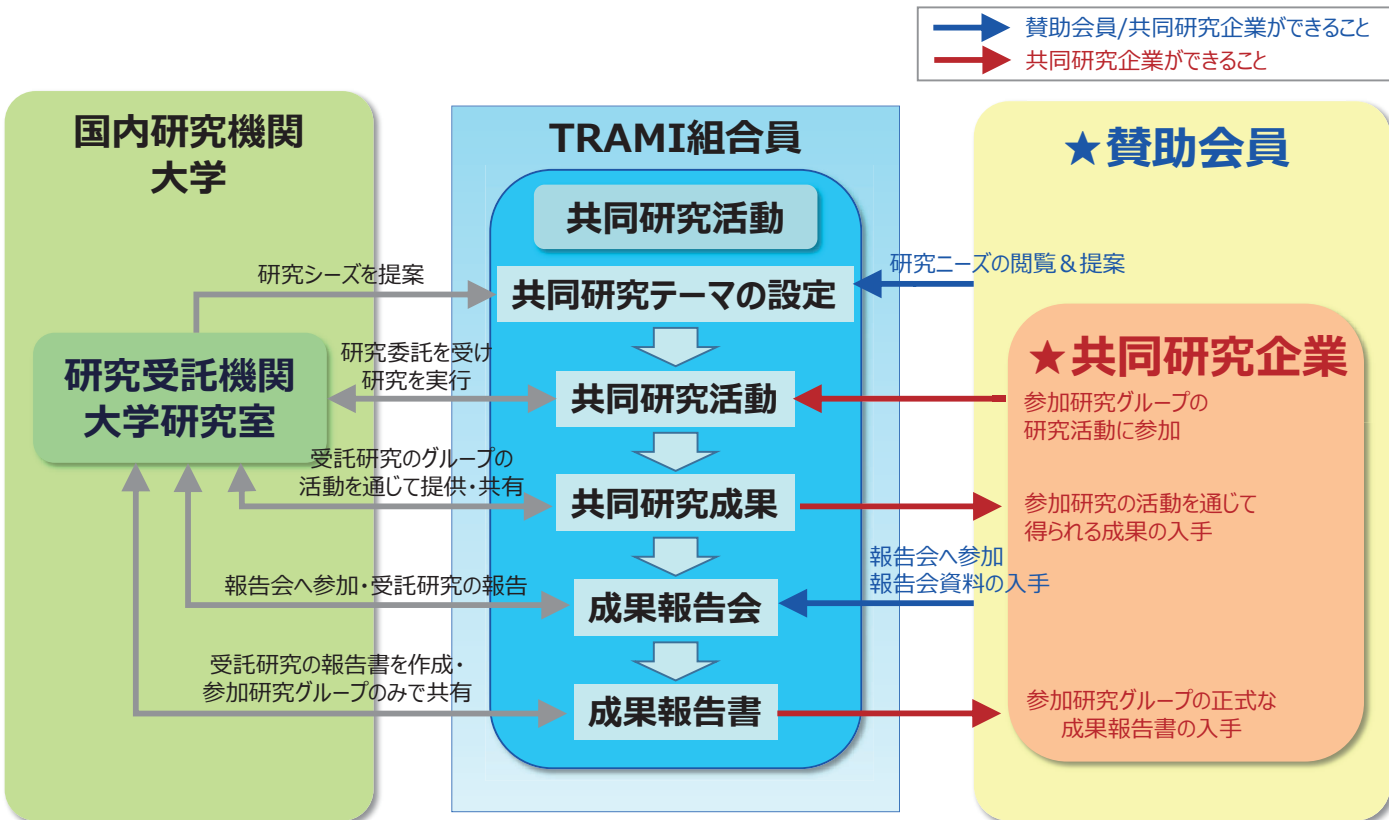 賛助会員/共同研究企業ができること
共同研究企業ができること
国内研究機関
大学
研究シーズを提案
研究受託機関
大学研究室
研究委託を受け
研究を実行
受託研究のグループの
活動を通じて提供・共有
報告会へ参加・受託研究の報告
受託研究の報告書を作成・
参加研究グループのみで共有
TRAMI組合員
共同研究活動
共同研究テーマの設定
共同研究活動
共同研究成果
成果報告会
成果報告書
★賛助会員
研究ニーズの閲覧＆提案
★共同研究企業
参加研究グループの
研究活動に参加
参加研究の活動を通じて
得られる成果の入手
報告会へ参加
報告会資料の入手
参加研究グループの正式な
成果報告書の入手